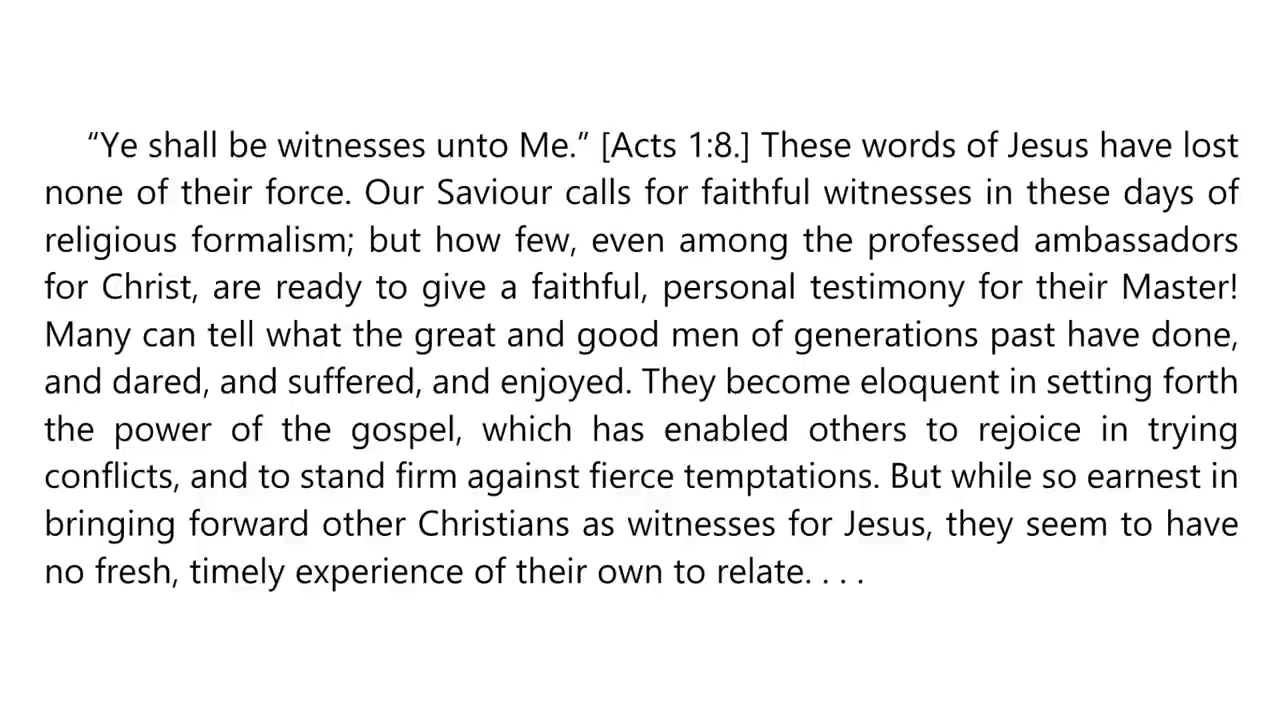 “Ye shall be witnesses unto Me.” [Acts 1:8.] These words of Jesus have lost
none of their force. Our Saviour calls for faithful witnesses in these days of
religious formalism; but how few, even among the professed ambassadors
for Christ, are ready to give a faithful, personal testimony for their Master!
Many can tell what the great and good men of generations past have done,
and dared, and suffered, and enjoyed. They become eloquent in setting forth
the power of the gospel, which has enabled others to rejoice in trying
conflicts, and to stand firm against fierce temptations. But while so earnest in
bringing forward other Christians as witnesses for Jesus, they seem to have
no fresh, timely experience of their own to relate. . . .